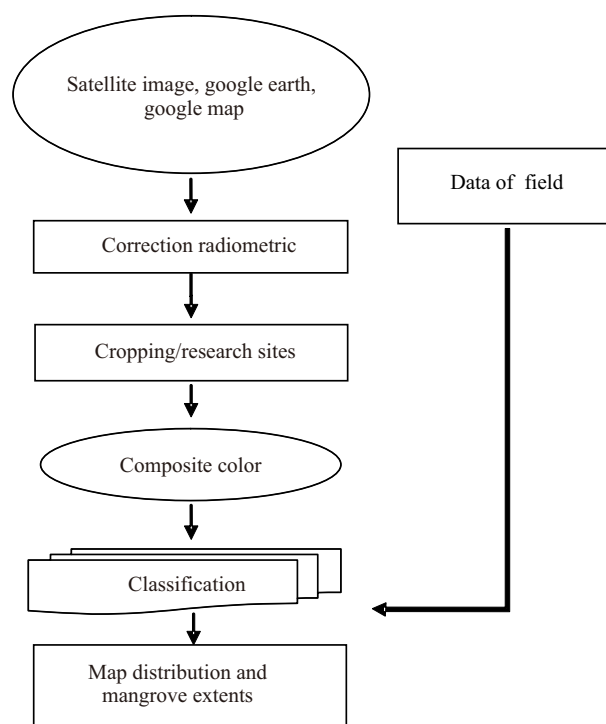 Satellite image, google earth,
google map
Data of field
Correction radiometric
Cropping/research sites
Composite color
Classification
Map distribution and
mangrove extents